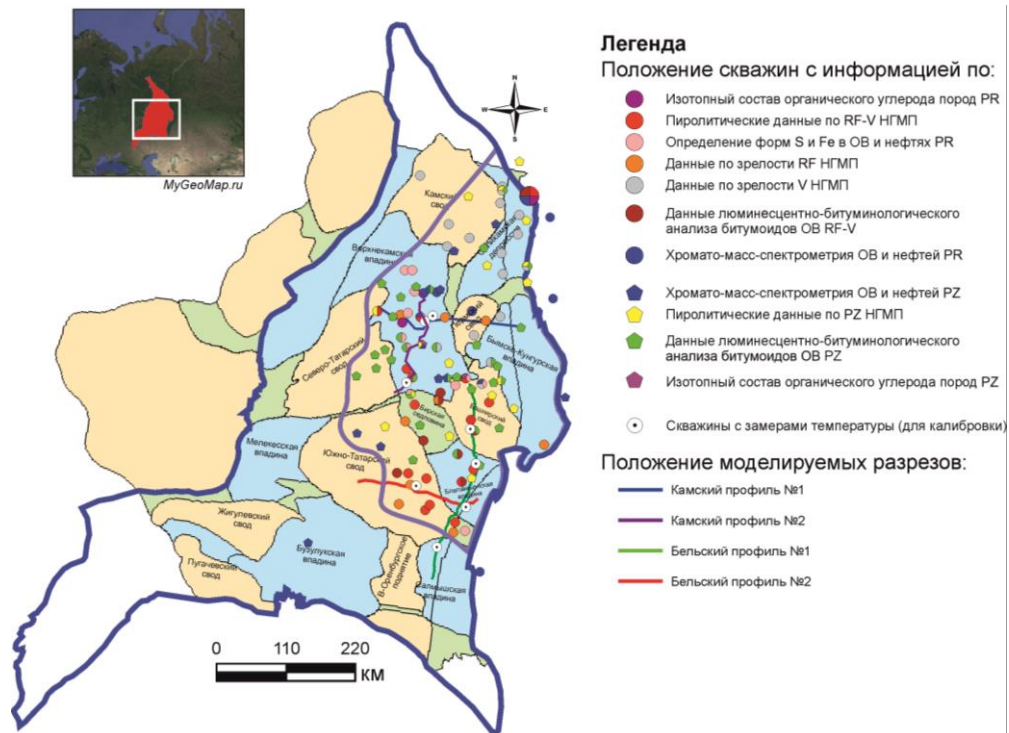 MyGeoMap.ru
N
W
E
S
Легенда
Положение скважин с информацией по:
Изотопный состав органического углерода пород PR
Пиролитические данные по RF-V НГМП
Определение форм S и Fe в ОВ и нефтях PR
Данные по зрелости RF НГМП
Данные по зрелости V НГМП
Данные люминесцентно-битуминологического
анализа битумоидов ОВ RF-V
Хромато-масс-спектрометрия ОВ и нефтей PR
Хромато-масс-спектрометрия ОВ и нефтей PZ
Пиролитические данные по PZ НГМП
Данные люминесцентно-битуминологического
анализа битумоидов ОВ PZ
Изотопный состав органического углерода пород PZ
Скважины с замерами температуры (для калибровки)
Положение моделируемых разрезов:
Камский профиль №1
Камский профиль №2
Бельский профиль №1
Бельский профиль №2
Камский
свод
Верхнекамская
впадина
Северо-Татарский
свод
Бымско-Кунгурская
впадина
Бирская
седловина
Башкирский
свод
Мелекесская
впадина
Южно-Татарский
свод
впадина
Жигулевский
свод
Бузулукская
впадина
Пугачевский
свод
В-Оренбургское
поднятие
впадина
0 110 220
КМ